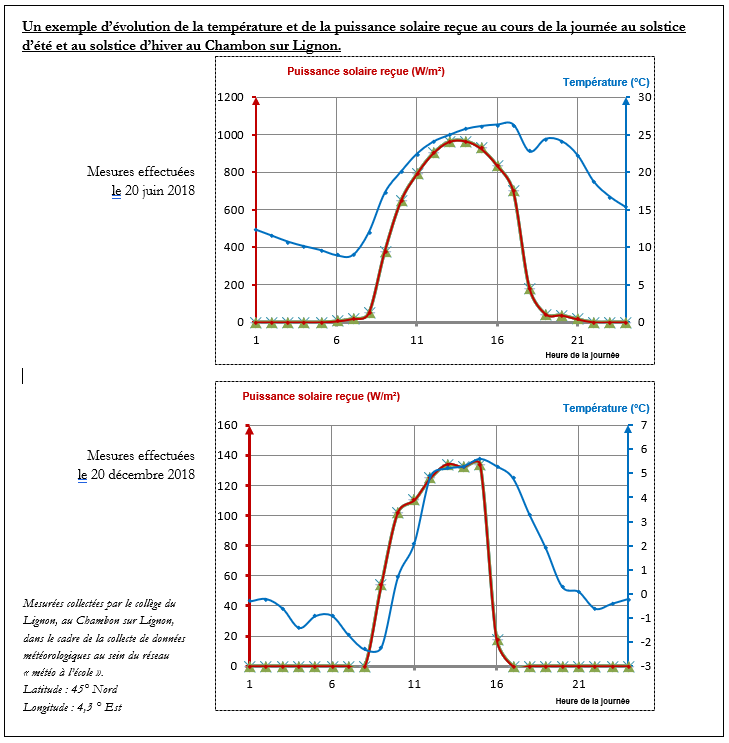 Un exemple d’évolution de la température et de la puissance solaire reçue au cours de la journée au solstice
d’été et au solstice d’hiver au Chambon sur Lignon.
Puissance solaire reçue (W/m²)
Température (°C)
Mesures effectuées
le 20 juin 2018
1200
1000
800
600
400
200
0
30
25
20
15
10
5
0
1 6 11 16 21
Heure de la journée
Puissance solaire reçue (W/m²)
Température (°C)
Mesures effectuées
le 20 décembre 2018
160
140
120
100
80
60
40
20
0
7
6
5
4
3
2
1
0
-1
-2
-3
1 6 11 16 21
Heure de la journée
Mesurées collectées par le collège du
Lignon, au Chambon sur Lignon,
dans le cadre de la collecte de données
météorologiques au sein du réseau
« météo à l’école ».
Latitude : 45° Nord
Longitude : 4,3 ° Est